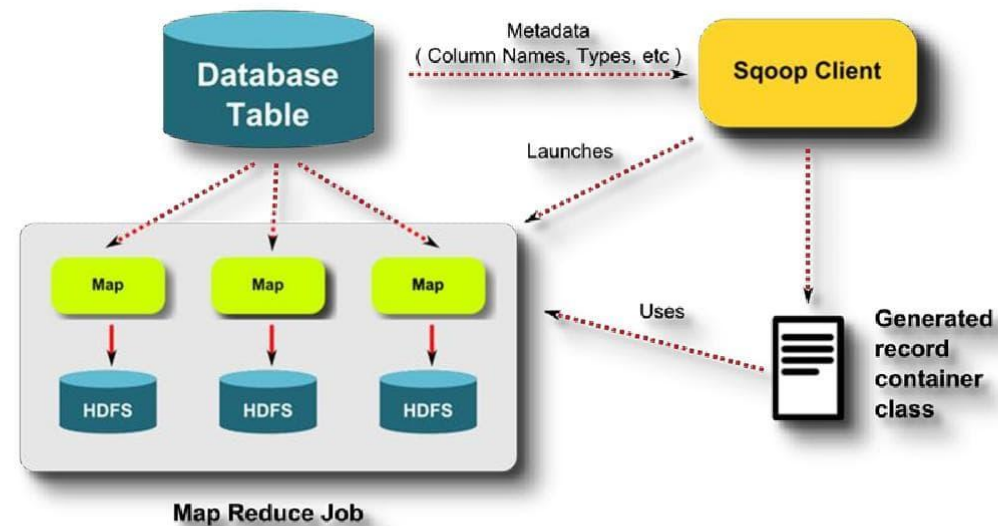 Database
Table
Metadata
( Column Names, Types, etc )
Sqoop Client
Launches
Map
Map
Map
Uses
HDFS
HDFS
HDFS
Generated
record
container
class
Map Reduce Job